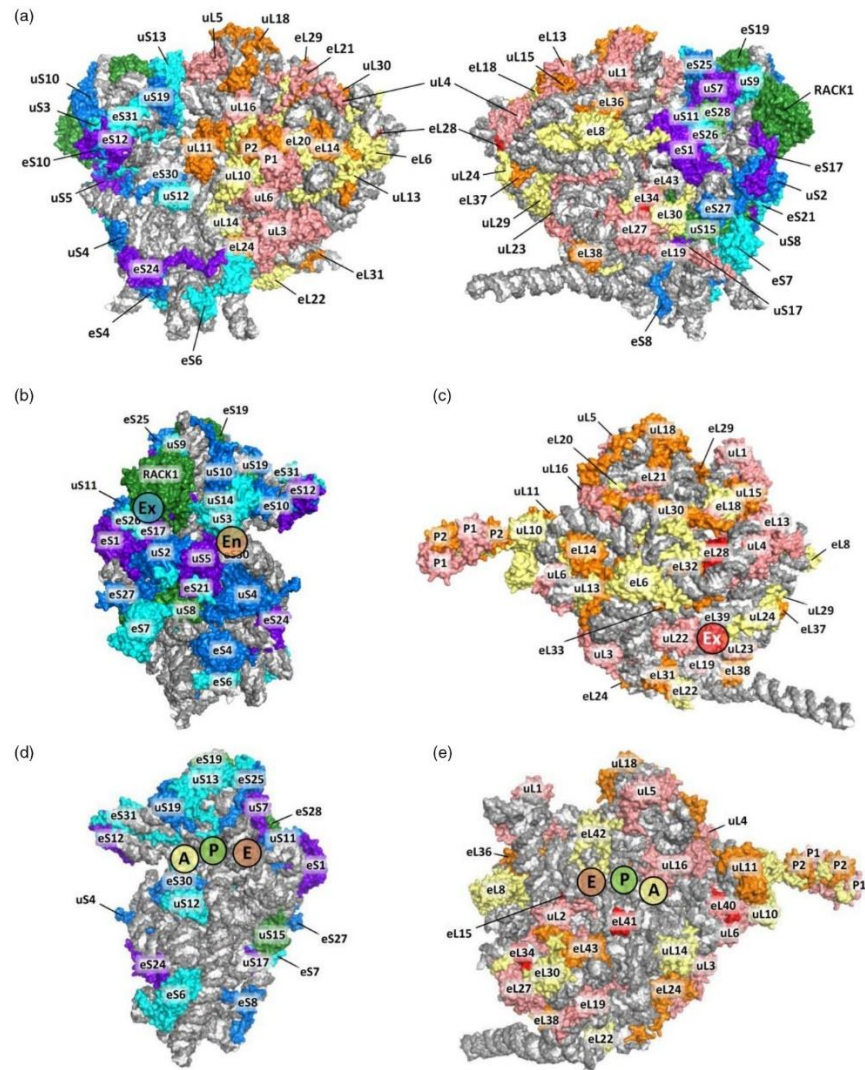 (a)
uS13
uL5
uL18
eL29
eL21
uL30
uS10
uS3
uS19
eS31
eS12
eS10
uS5
eS30
uS12
uS4
eS24
eS4
eS6
uL16
uL11
P2
P1
eL20
eL14
uL10
uL6
uL14
uL3
eL24
eL22
eL31
uL4
eL28
eL6
uL13
eL13
uL15
eL18
uL1
eL36
eL8
uL24
eL37
uL29
uL23
eL38
eL34
eL27
eL30
eL43
eL19
eS8
eS25
eS19
uS7
uS9
RACK1
uS11
eS28
eS26
eS1
eS17
uS2
eS27
eS21
uS15
uS8
eS7
uS17
(b)
eS25
eS19
uS9
RACK1
uS10
uS19
eS31
eS12
uS11
Ex
uS14
eS10
eS26
uS3
eS17
En
eS1
uS2
uS5
eS30
eS27
eS21
uS4
uS8
eS7
eS24
eS4
eS6
(c)
uL5
uL18
eL20
eL29
uL1
uL16
eL21
uL15
uL11
uL30
eL18
P2
P1
P2
P1
uL10
eL13
eL14
eL28
uL4
eL8
eL32
uL6
uL13
eL6
eL39
uL24
uL29
eL37
eL33
uL22
Ex
uL23
uL3
eL19
eL31
eL38
eL24
eL22
(d)
eS19
uS13
eS25
uS19
uS7
eS31
eS28
eS12
uS11
A
P
E
eS1
eS30
uS12
uS4
eS27
uS15
eS24
uS17
eS7
eS6
eS8
(e)
uL18
uL1
uL5
uL4
eL42
eL36
uL16
uL11
P1
P2
P2
P1
E
P
A
eL8
eL40
uL10
eL15
uL2
eL41
uL6
eL34
eL43
uL14
uL3
eL30
eL27
eL24
eL19
eL38
eL22